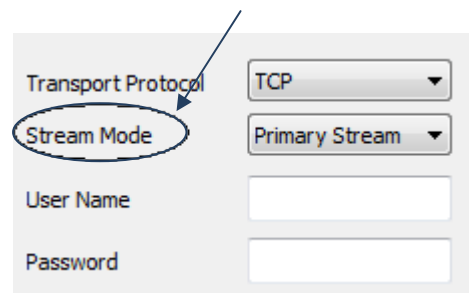 Transport Protocol TCP
Stream Mode Primary Stream
User Name
Password